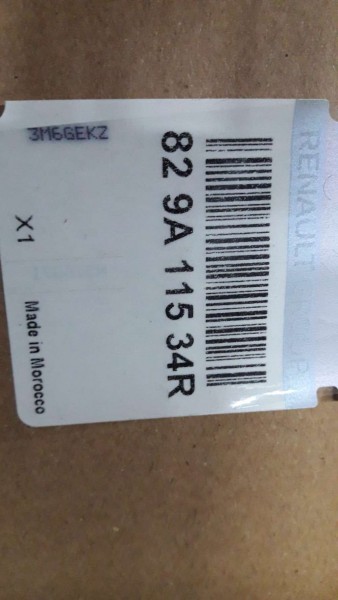 RENAULT GROUP
82 9A 115 34R
3M6GEKZ
X1
Made in Morocco